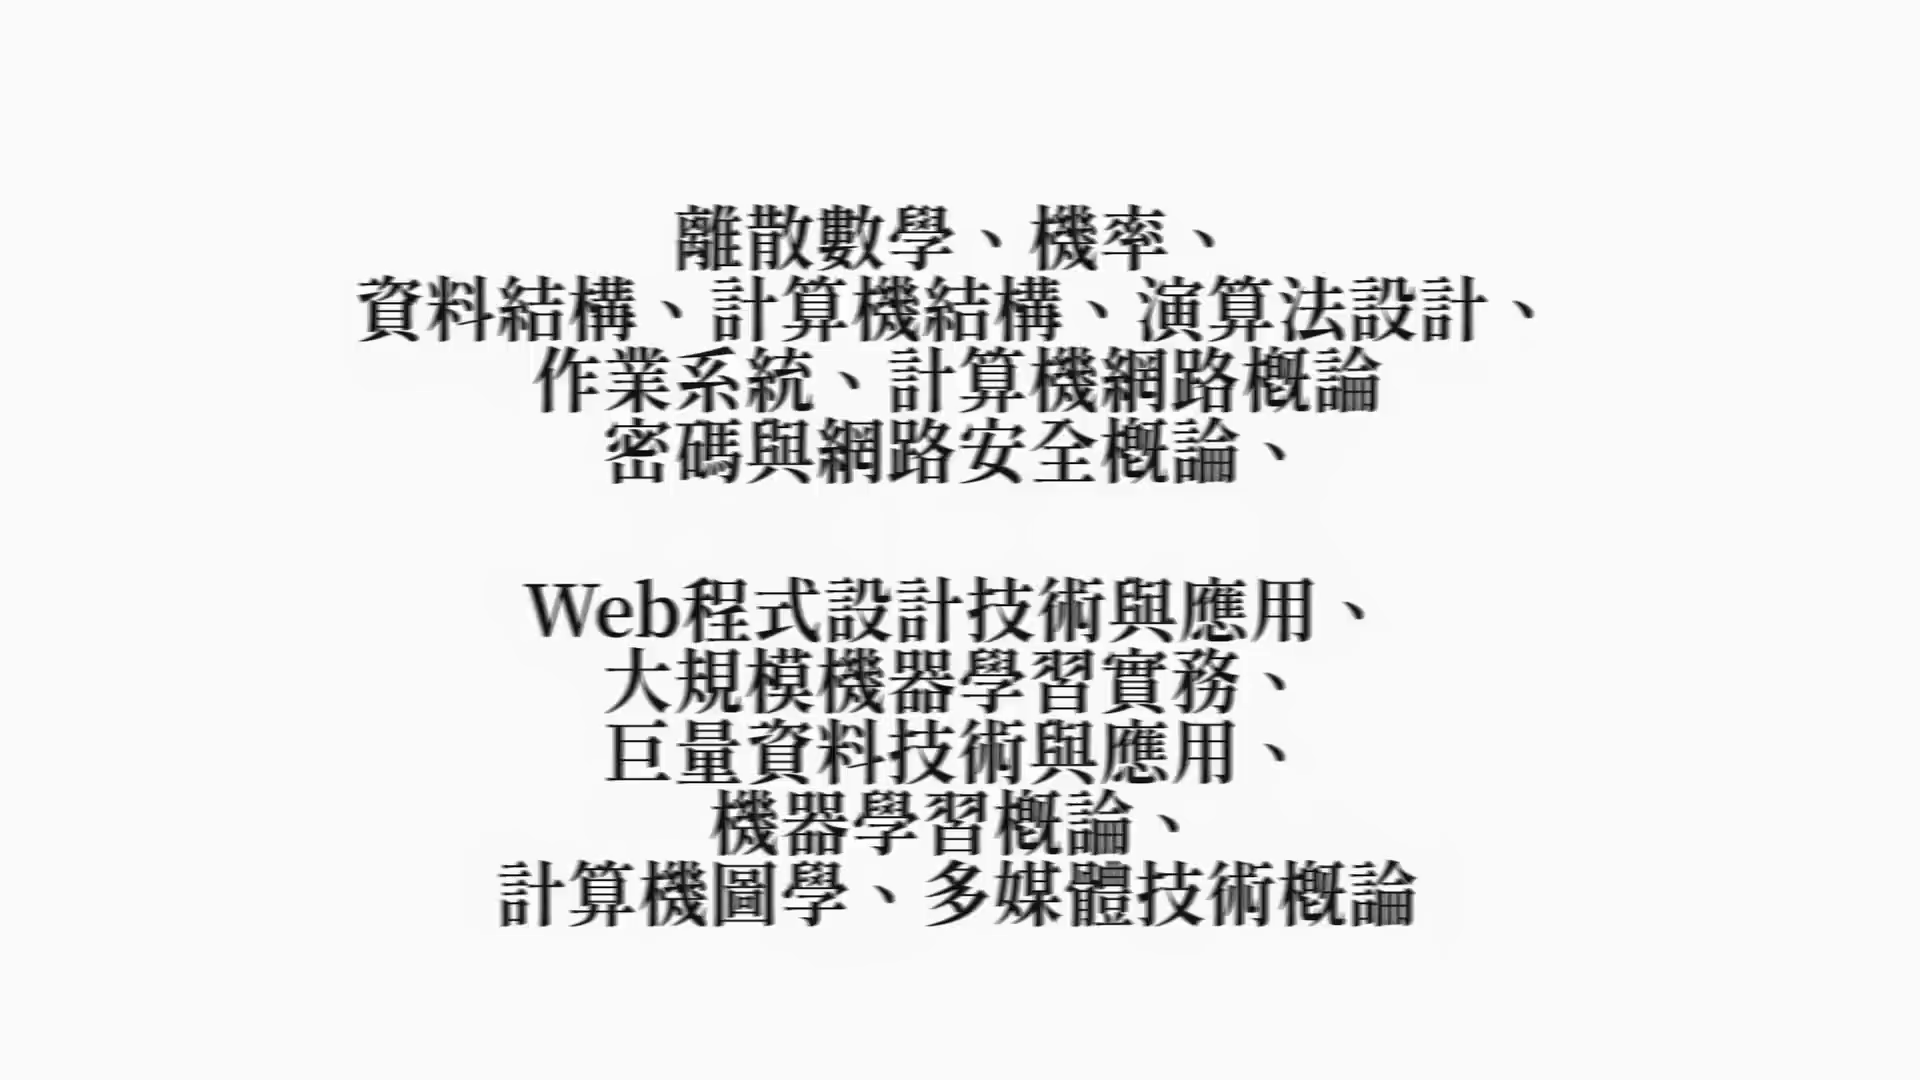 離散數學、機率、
資料結構、計算機結構、演算法設計、
作業系統、計算機網路概論
密碼與網路安全概論、
Web程式設計技術與應用、
大規模機器學習實務、
巨量資料技術與應用、
機器學習概論、
計算機圖學、多媒體技術概論